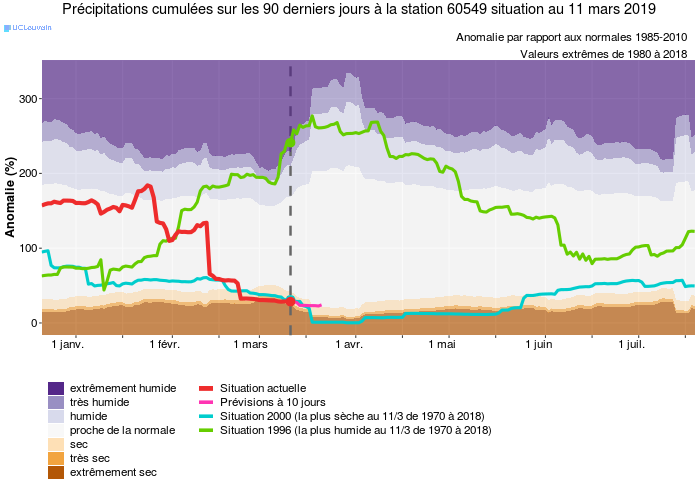 Précipitations cumulées sur les 90 derniers jours à la station 60549 situation au 11 mars 2019
UCLouvain
Anomalie par rapport aux normales 1985-2010
Valeurs extrêmes de 1980 à 2018
Anomalie (%)
300
200
100
0
1 janv. 1 févr. 1 mars 1 avr. 1 mai 1 juin 1 juil.
extrêmement humide
très humide
humide
proche de la normale
sec
très sec
extrêmement sec
Situation actuelle
Prévisions à 10 jours
Situation 2000 (la plus sèche au 11/3 de 1970 à 2018)
Situation 1996 (la plus humide au 11/3 de 1970 à 2018)